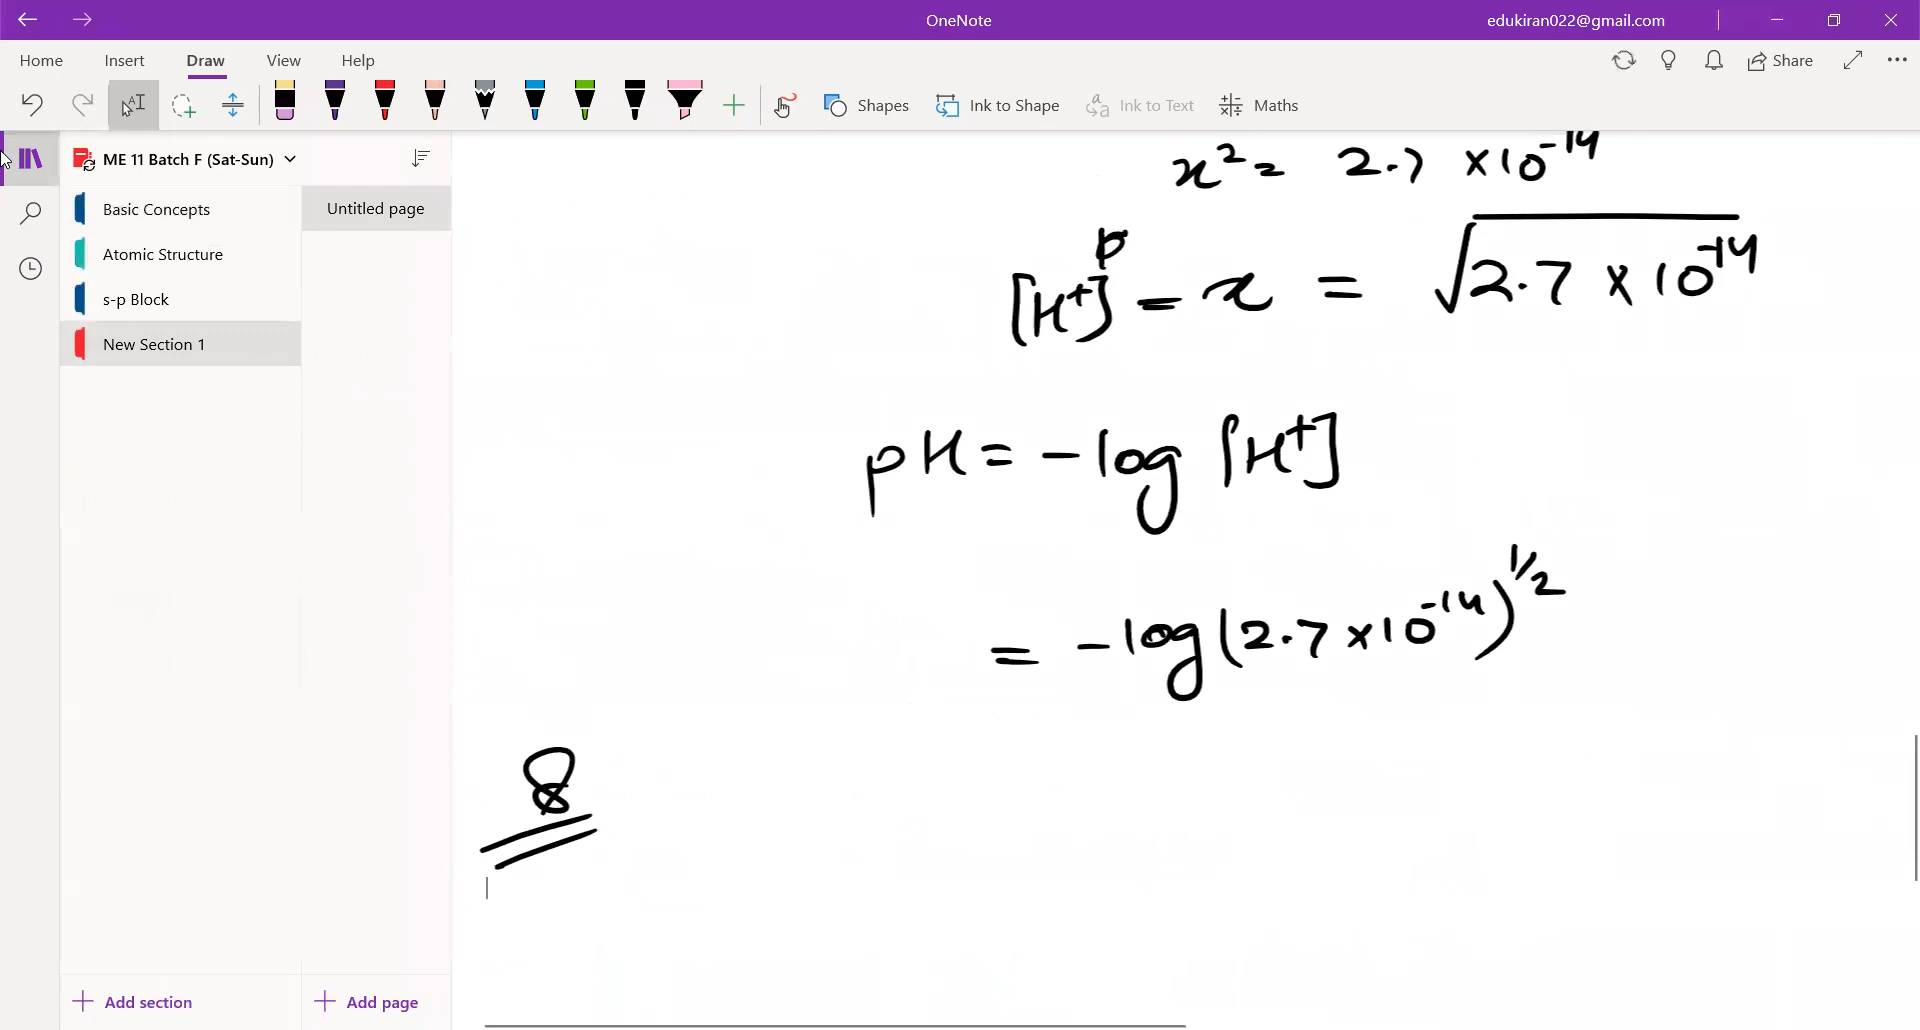 OneNote
edukiran022@gmail.com
Home Insert Draw View Help
Share
Shapes Ink to Shape Ink to Text Maths
ME 11 Batch F (Sat-Sun)
Basic Concepts
Atomic Structure
s-p Block
New Section 1
Untitled page
x² = 2.7 ×10⁻¹⁴
p
[H⁺] = x = √2.7 × 10⁻¹⁴
pH = -log [H⁺]
= -log(2.7 ×10⁻¹⁴)^1/2
8
Add section
Add page